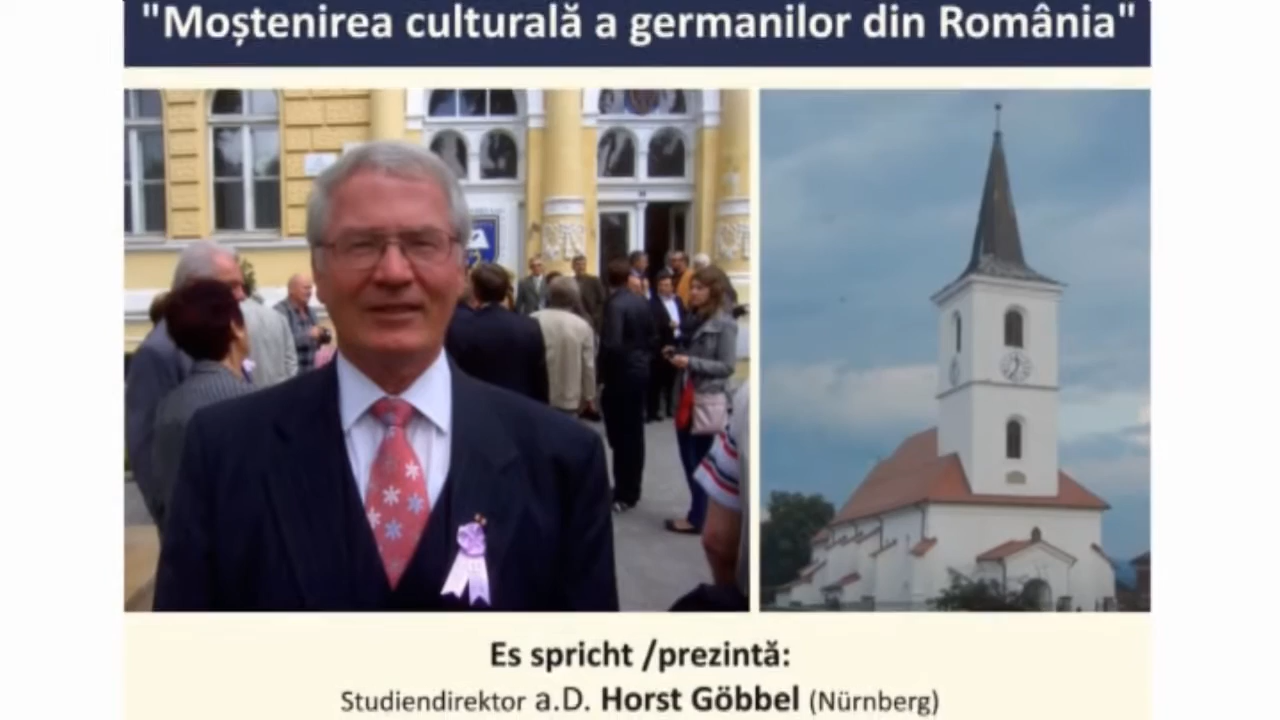 "Moștenirea culturală a germanilor din România"
Es spricht /prezintă:
Studiendirektor a.D. Horst Göbbel (Nürnberg)